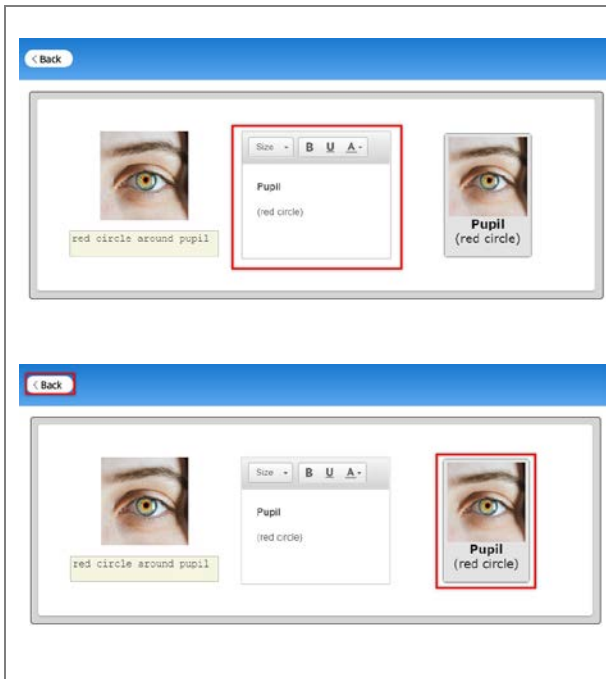 < Back
Size B U A
Pupil
(red circle)
red circle around pupil
Pupil
(red circle)
< Back
Size B U A
Pupil
(red circle)
red circle around pupil
Pupil
(red circle)